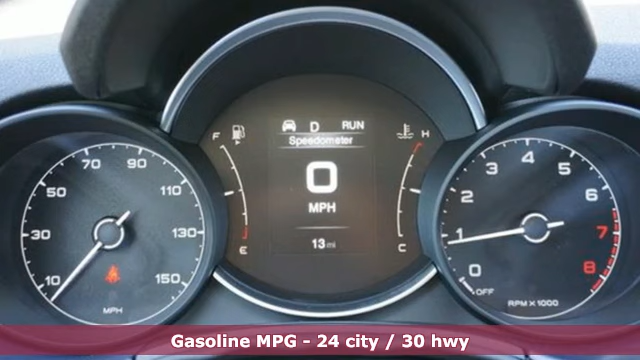 70 90
50 110
30 130
10 150
MPH
F H
D RUN
Speedometer
0
MPH
13 mi
E C
4 5
3 6
2 7
1 8
0
OFF
RPM x 1000
Gasoline MPG - 24 city / 30 hwy